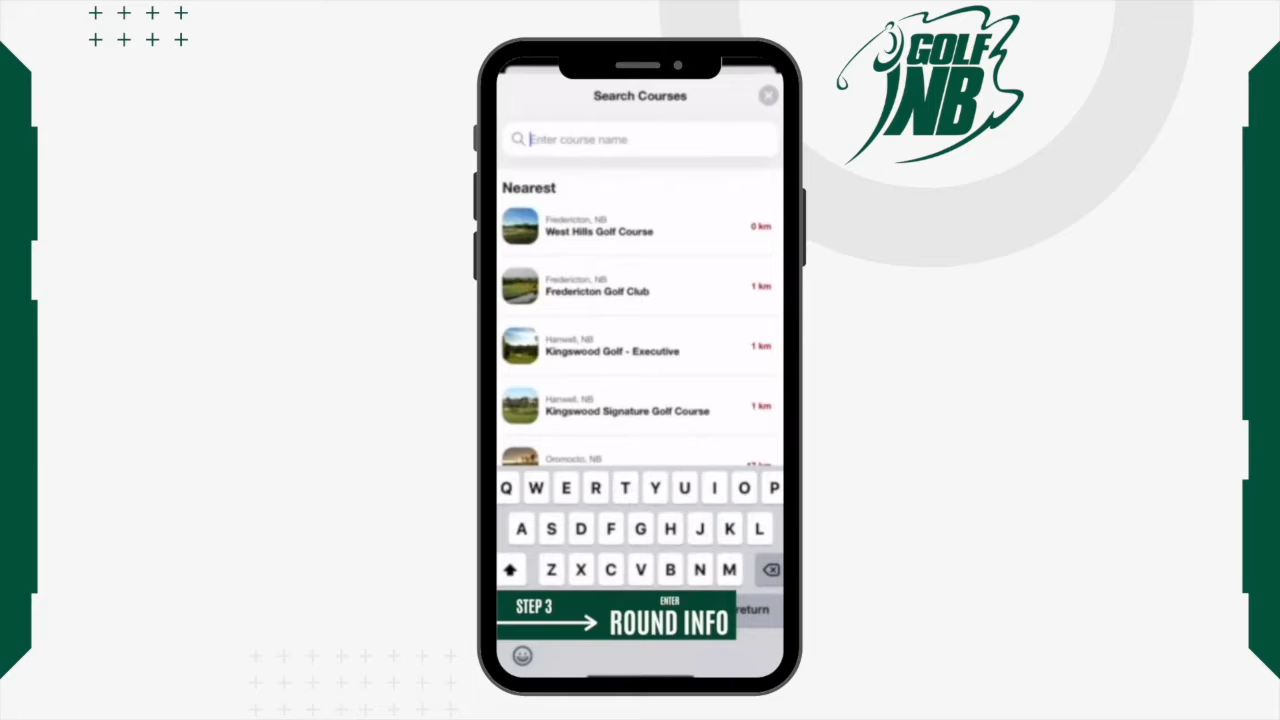 GOLF
NB
Search Courses
Enter course name
Nearest
Fredericton, NB
West Hills Golf Course
0 km
Fredericton, NB
Fredericton Golf Club
1 km
Hanwell, NB
Kingswood Golf - Executive
1 km
Hanwell, NB
Kingswood Signature Golf Course
1 km
Oromocto, NB
Q W E R T Y U I O P
A S D F G H J K L
Z X C V B N M
STEP 3
ENTER
ROUND INFO
return